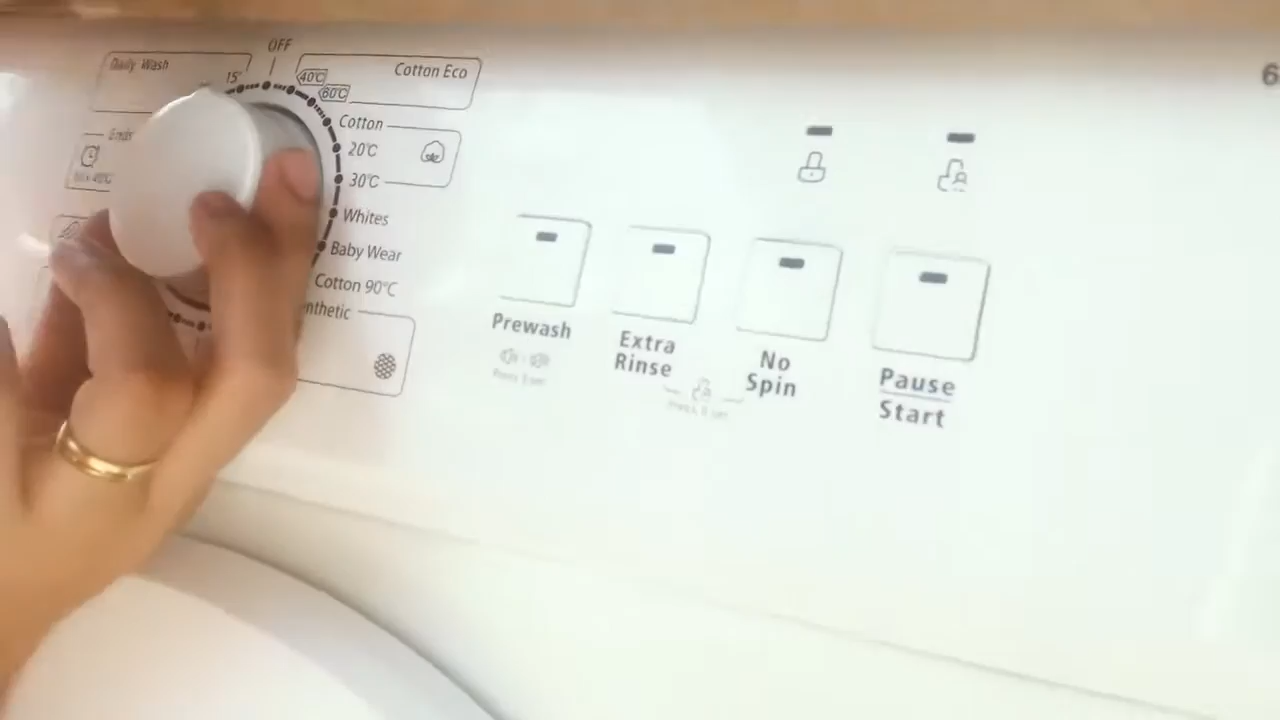 OFF
Daily Wash
15'
40℃
60℃
Cotton Eco
Cotton
20℃
30℃
Whites
Baby Wear
Cotton 90℃
Prewash
Extra
Rinse
No
Spin
Pause
Start
6